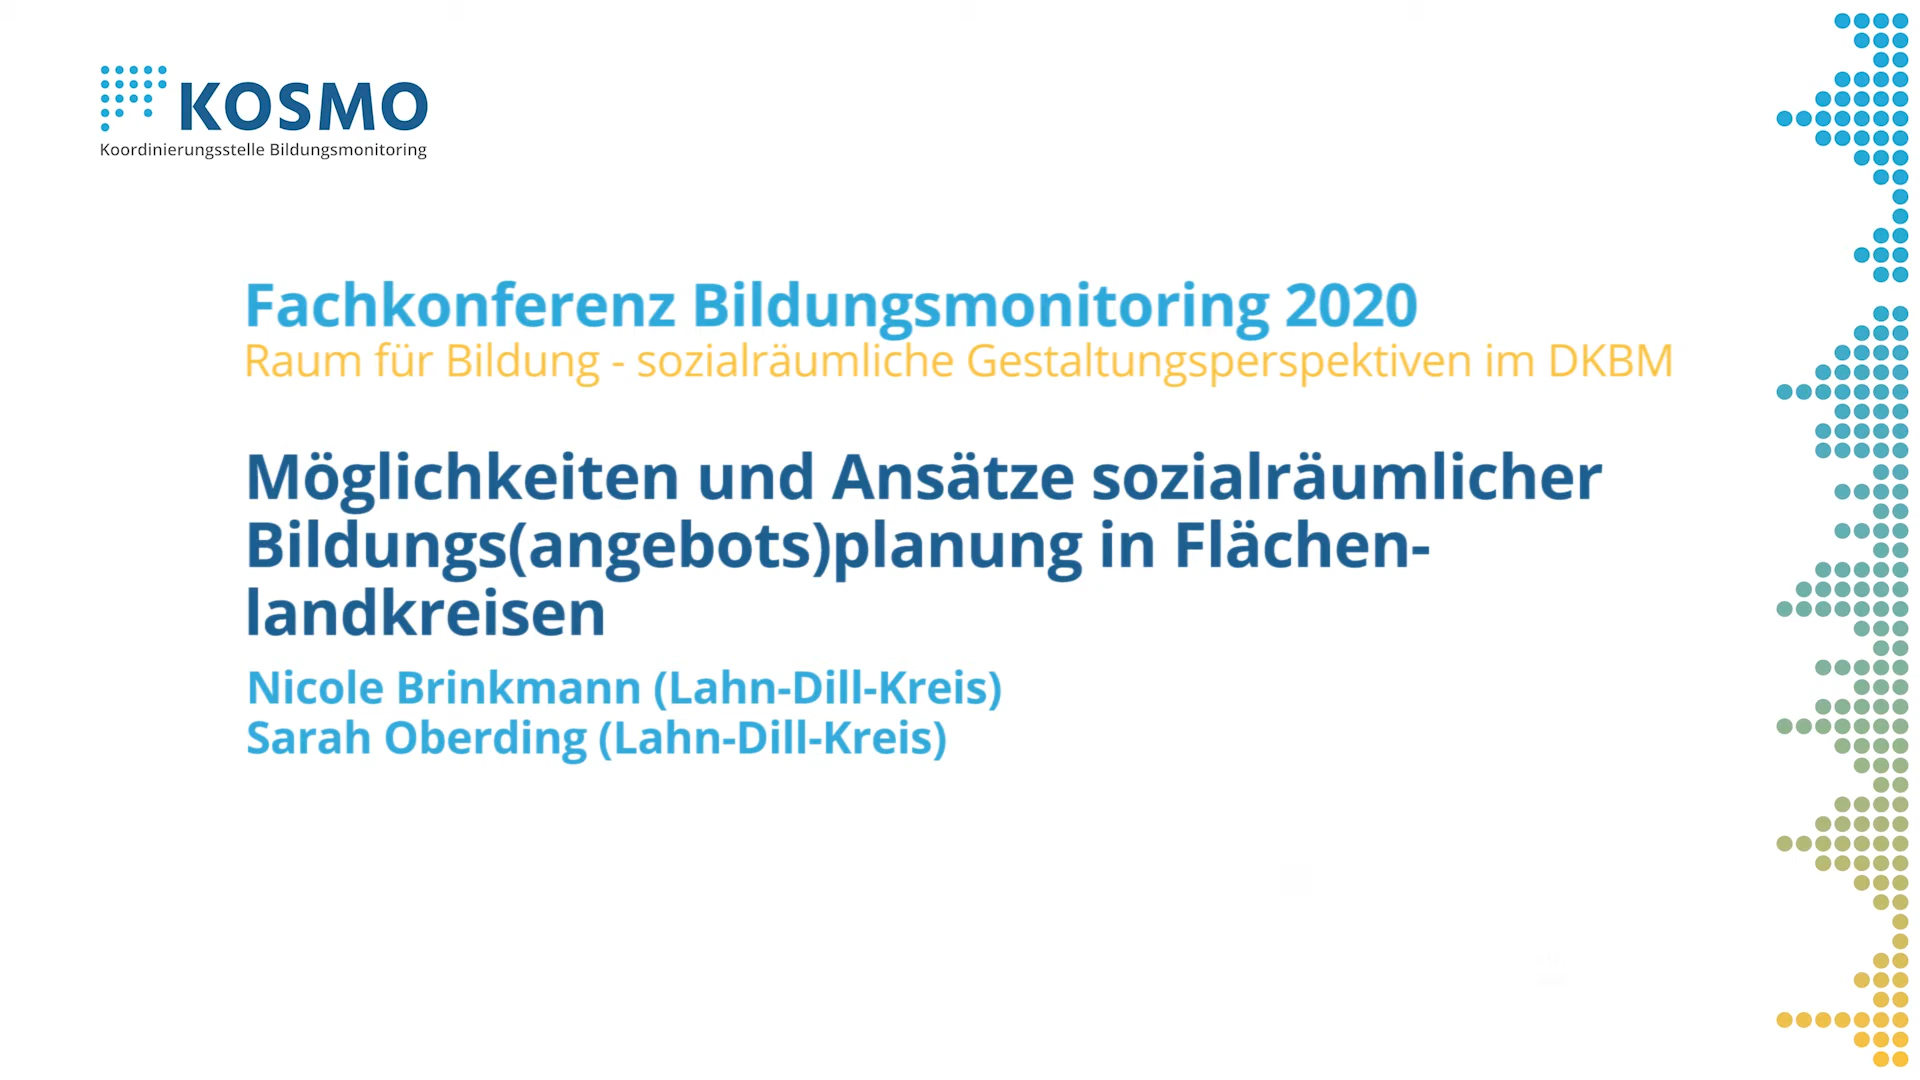 KOSMO
Koordinierungsstelle Bildungsmonitoring
Fachkonferenz Bildungsmonitoring 2020
Raum für Bildung - sozialräumliche Gestaltungsperspektiven im DKBM
Möglichkeiten und Ansätze sozialräumlicher
Bildungs(angebots)planung in Flächen-
landkreisen
Nicole Brinkmann (Lahn-Dill-Kreis)
Sarah Oberding (Lahn-Dill-Kreis)